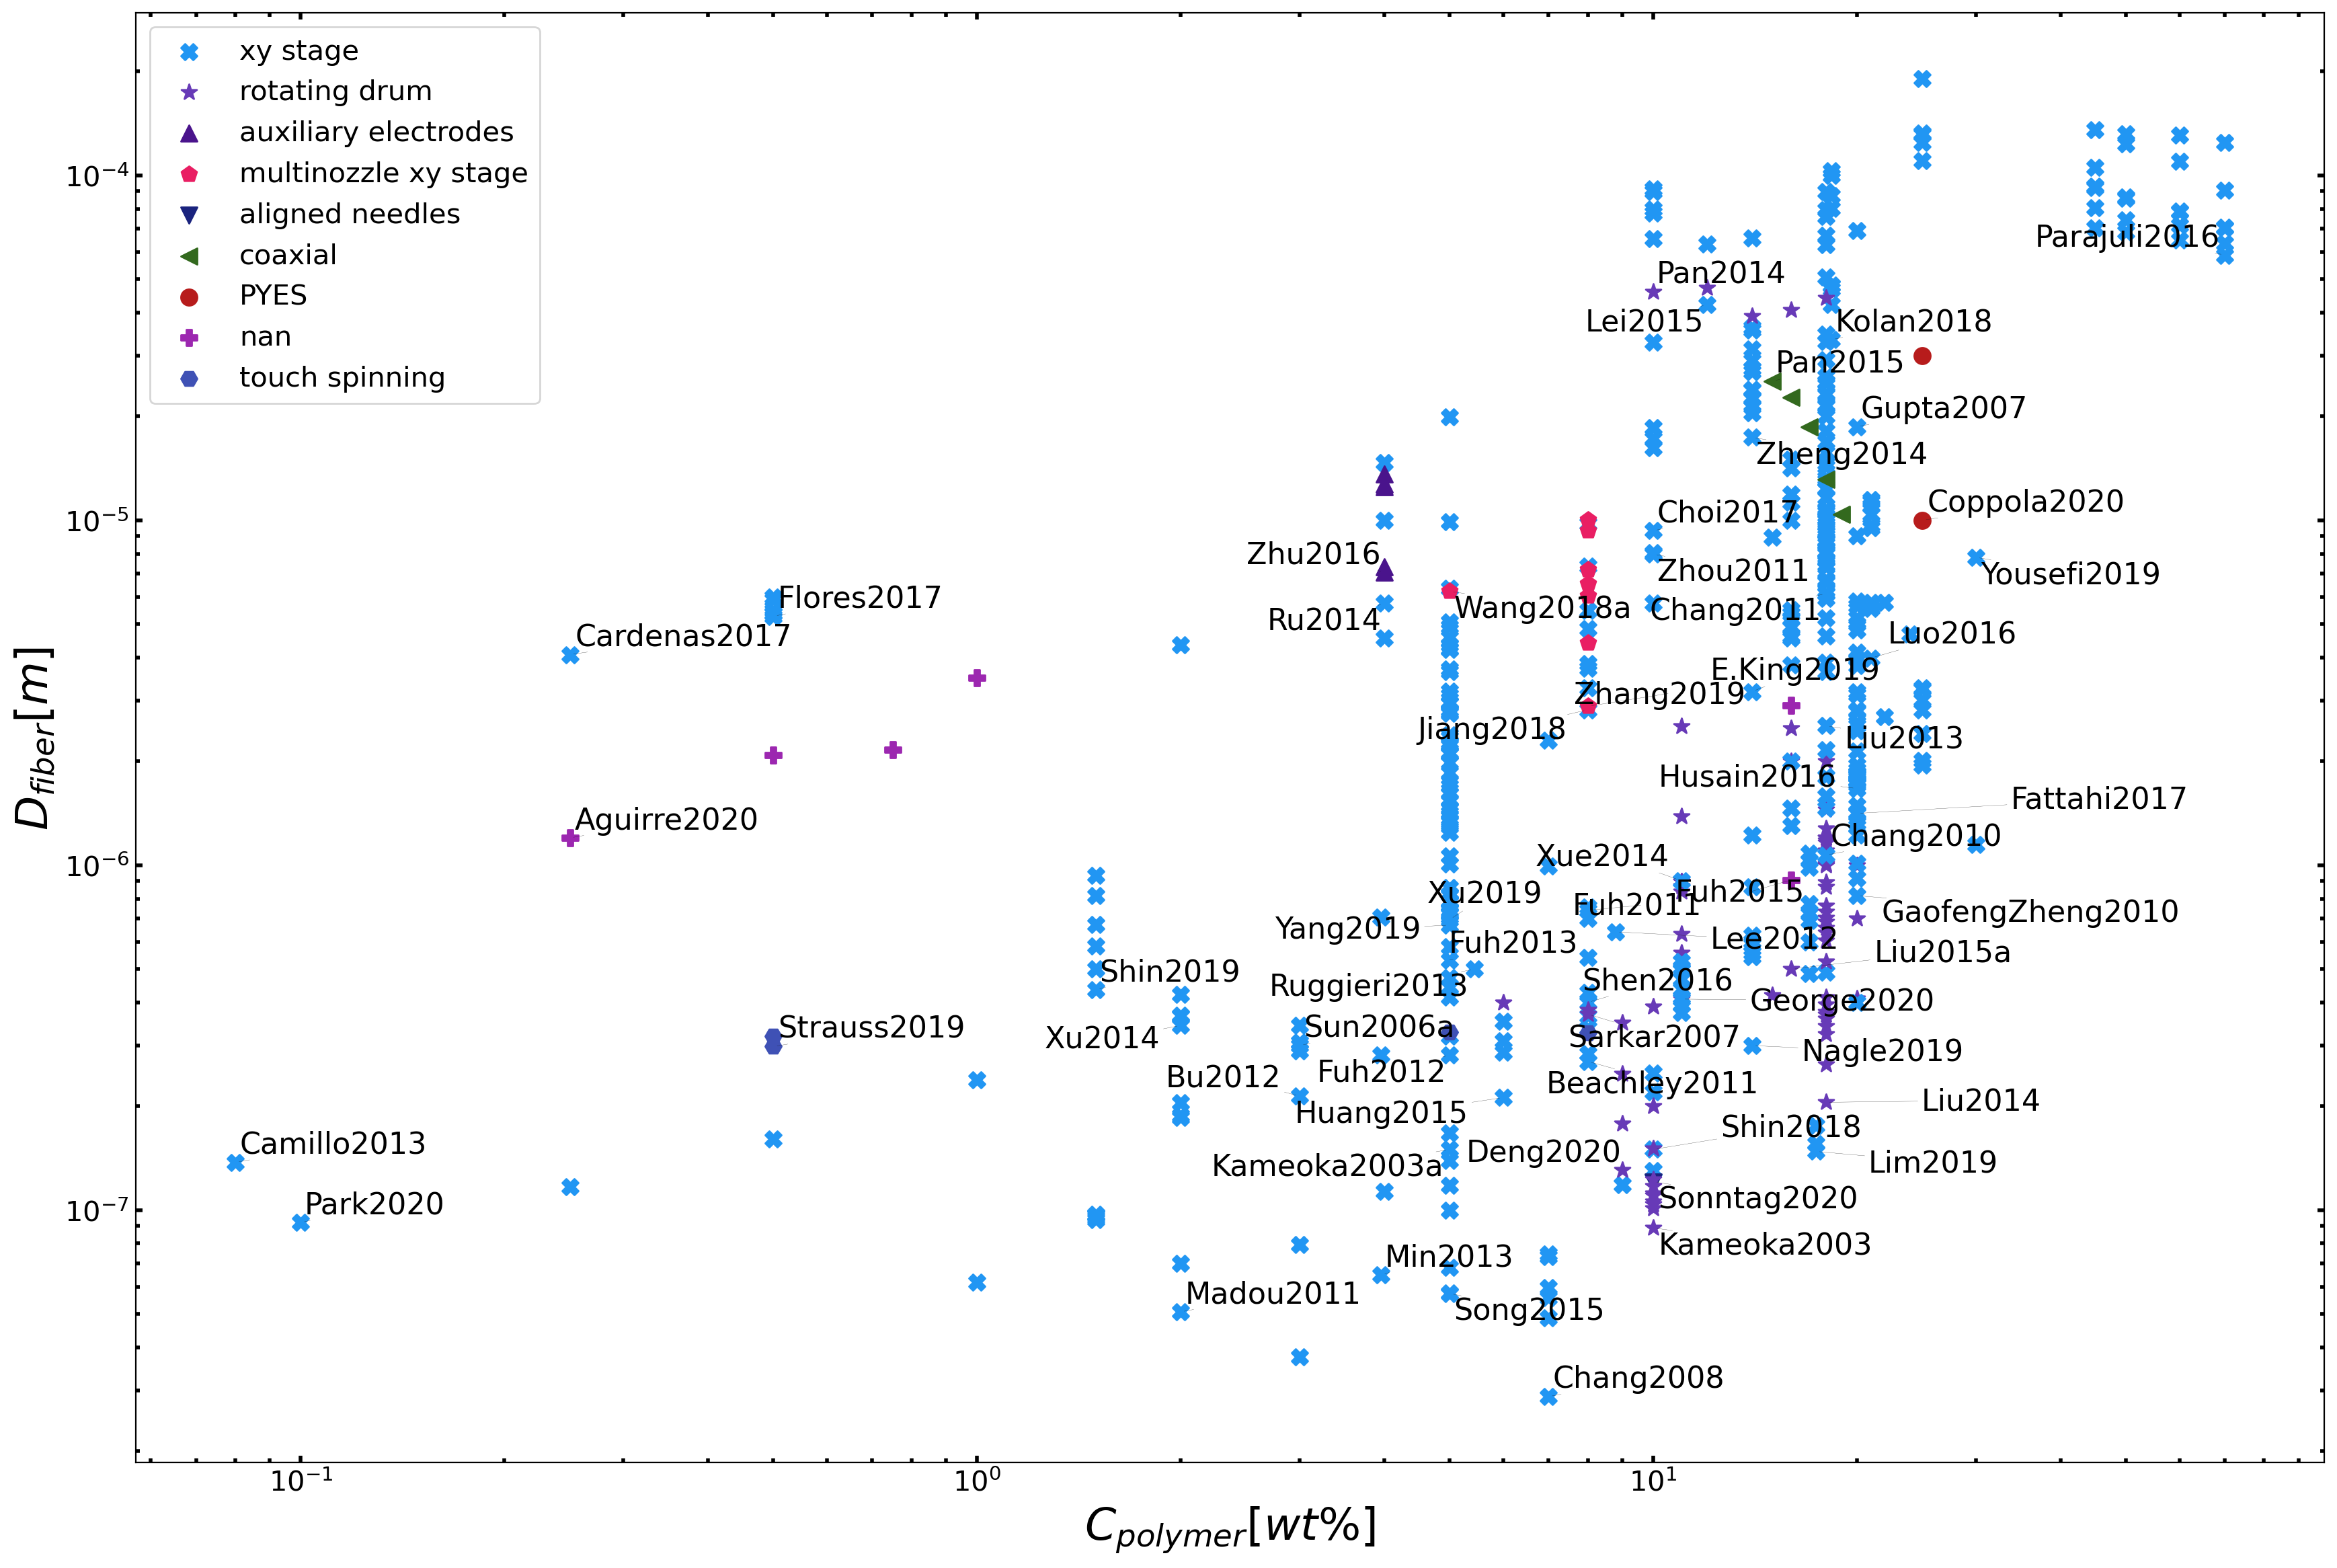 xy stage
rotating drum
auxiliary electrodes
multinozzle xy stage
aligned needles
coaxial
PYES
nan
touch spinning
10⁻⁴
10⁻⁵
10⁻⁶
10⁻⁷
D_fiber[m]
Parajuli2016
Pan2014
Lei2015
Kolan2018
Pan2015
Gupta2007
Zheng2014
Coppola2020
Choi2017
Zhu2016
Zhou2011
Yousefi2019
Flores2017
Wang2018a
Chang2011
Ru2014
Cardenas2017
Luo2016
E.King2019
Zhang2019
Jiang2018
Liu2013
Husain2016
Fattahi2017
Aguirre2020
Chang2010
Xue2014
Xu2019
Fuh2015
Fuh2011
GaofengZheng2010
Yang2019
Fuh2013
Lee2012
Liu2015a
Shin2019
Ruggieri2013
Shen2016
George2020
Strauss2019
Sun2006a
Xu2014
Sarkar2007
Nagle2019
Bu2012
Fuh2012
Beachley2011
Huang2015
Liu2014
Camillo2013
Shin2018
Deng2020
Kameoka2003a
Lim2019
Park2020
Sonntag2020
Kameoka2003
Min2013
Madou2011
Song2015
Chang2008
10⁻¹
10⁰
10¹
C_polymer[wt%]